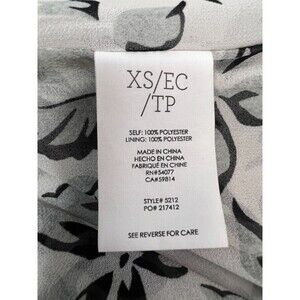 XS/EC
/TP
SELF: 100% POLYESTER
LINING: 100% POLYESTER
MADE IN CHINA
HECHO EN CHINA
FABRIQUÉ EN CHINE
RN#54077
CA#59814
STYLE# 5212
PO# 217412
SEE REVERSE FOR CARE